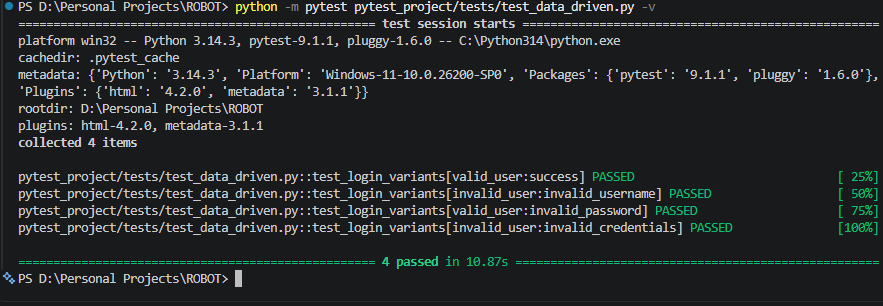 PS D:\Personal Projects\ROBOT> python -m pytest pytest_project/tests/test_data_driven.py -v
=================================================== test session starts ===================================================
platform win32 -- Python 3.14.3, pytest-9.1.1, pluggy-1.6.0 -- C:\Python314\python.exe
cachedir: .pytest_cache
metadata: {'Python': '3.14.3', 'Platform': 'Windows-11-10.0.26200-SP0', 'Packages': {'pytest': '9.1.1', 'pluggy': '1.6.0'},
'Plugins': {'html': '4.2.0', 'metadata': '3.1.1'}}
rootdir: D:\Personal Projects\ROBOT
plugins: html-4.2.0, metadata-3.1.1
collected 4 items
pytest_project/tests/test_data_driven.py::test_login_variants[valid_user:success] PASSED [ 25%]
pytest_project/tests/test_data_driven.py::test_login_variants[invalid_user:invalid_username] PASSED [ 50%]
pytest_project/tests/test_data_driven.py::test_login_variants[valid_user:invalid_password] PASSED [ 75%]
pytest_project/tests/test_data_driven.py::test_login_variants[invalid_user:invalid_credentials] PASSED [100%]
=================================================== 4 passed in 10.87s ====================================================
PS D:\Personal Projects\ROBOT>